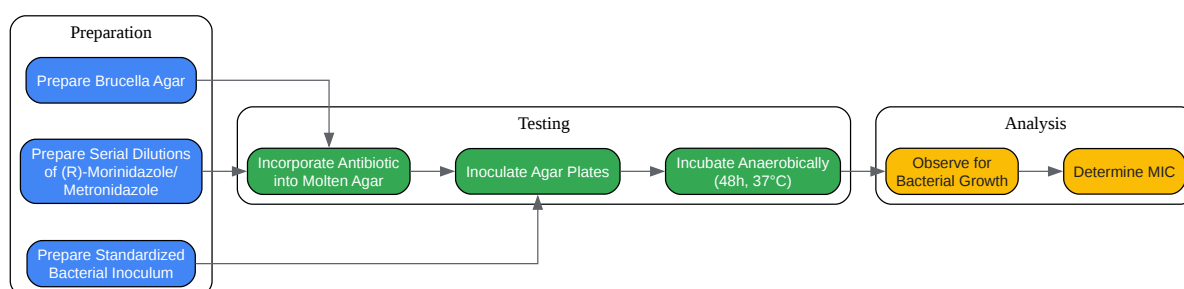 Preparation
Prepare Brucella Agar
Prepare Serial Dilutions
of (R)-Morinidazole/
Metronidazole
Prepare Standardized
Bacterial Inoculum
Testing
Incorporate Antibiotic
into Molten Agar
Inoculate Agar Plates
Incubate Anaerobically
(48h, 37°C)
Analysis
Observe for
Bacterial Growth
Determine MIC